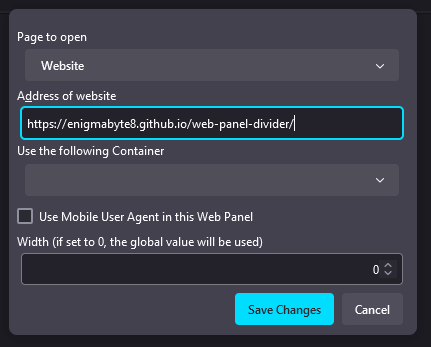 Page to open
Website
Address of website
https://enigmabyte8.github.io/web-panel-divider/
Use the following Container
Use Mobile User Agent in this Web Panel
Width (if set to 0, the global value will be used)
0
Save Changes
Cancel